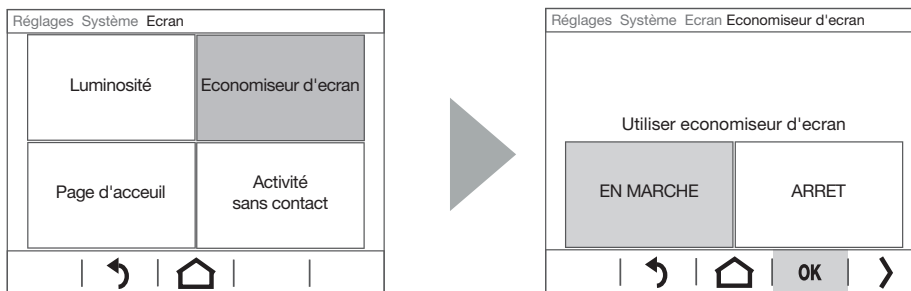 Réglages Système Ecran
Luminosité
Economiseur d'ecran
Page d'acceuil
Activité
sans contact
Réglages Système Ecran Economiseur d'ecran
Utiliser economiseur d'ecran
EN MARCHE
ARRET
OK